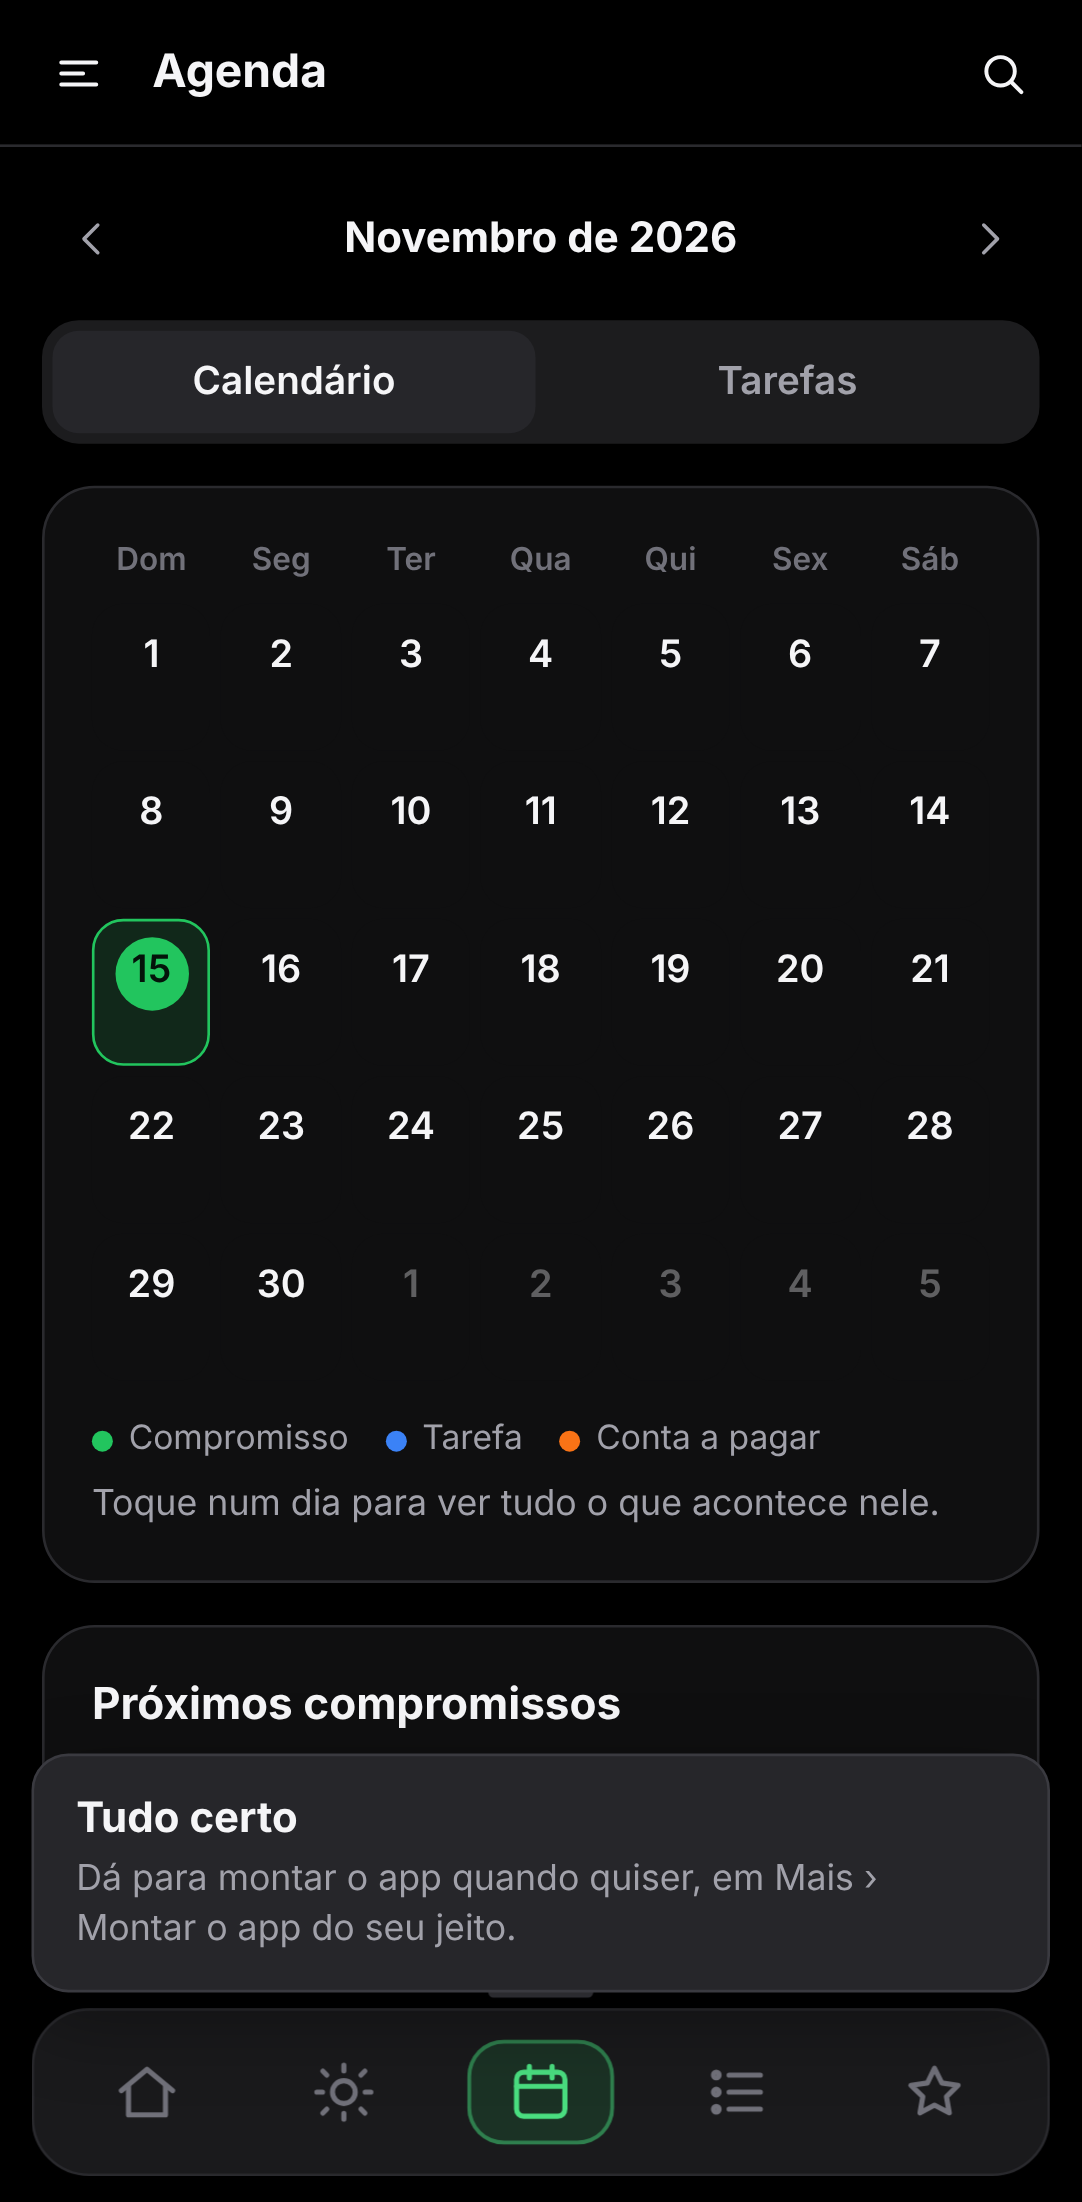 Agenda
Novembro de 2026
Calendário Tarefas
Dom Seg Ter Qua Qui Sex Sáb
1 2 3 4 5 6 7
8 9 10 11 12 13 14
15 16 17 18 19 20 21
22 23 24 25 26 27 28
29 30 1 2 3 4 5
Compromisso Tarefa Conta a pagar
Toque num dia para ver tudo o que acontece nele.
Próximos compromissos
Tudo certo
Dá para montar o app quando quiser, em Mais ›
Montar o app do seu jeito.